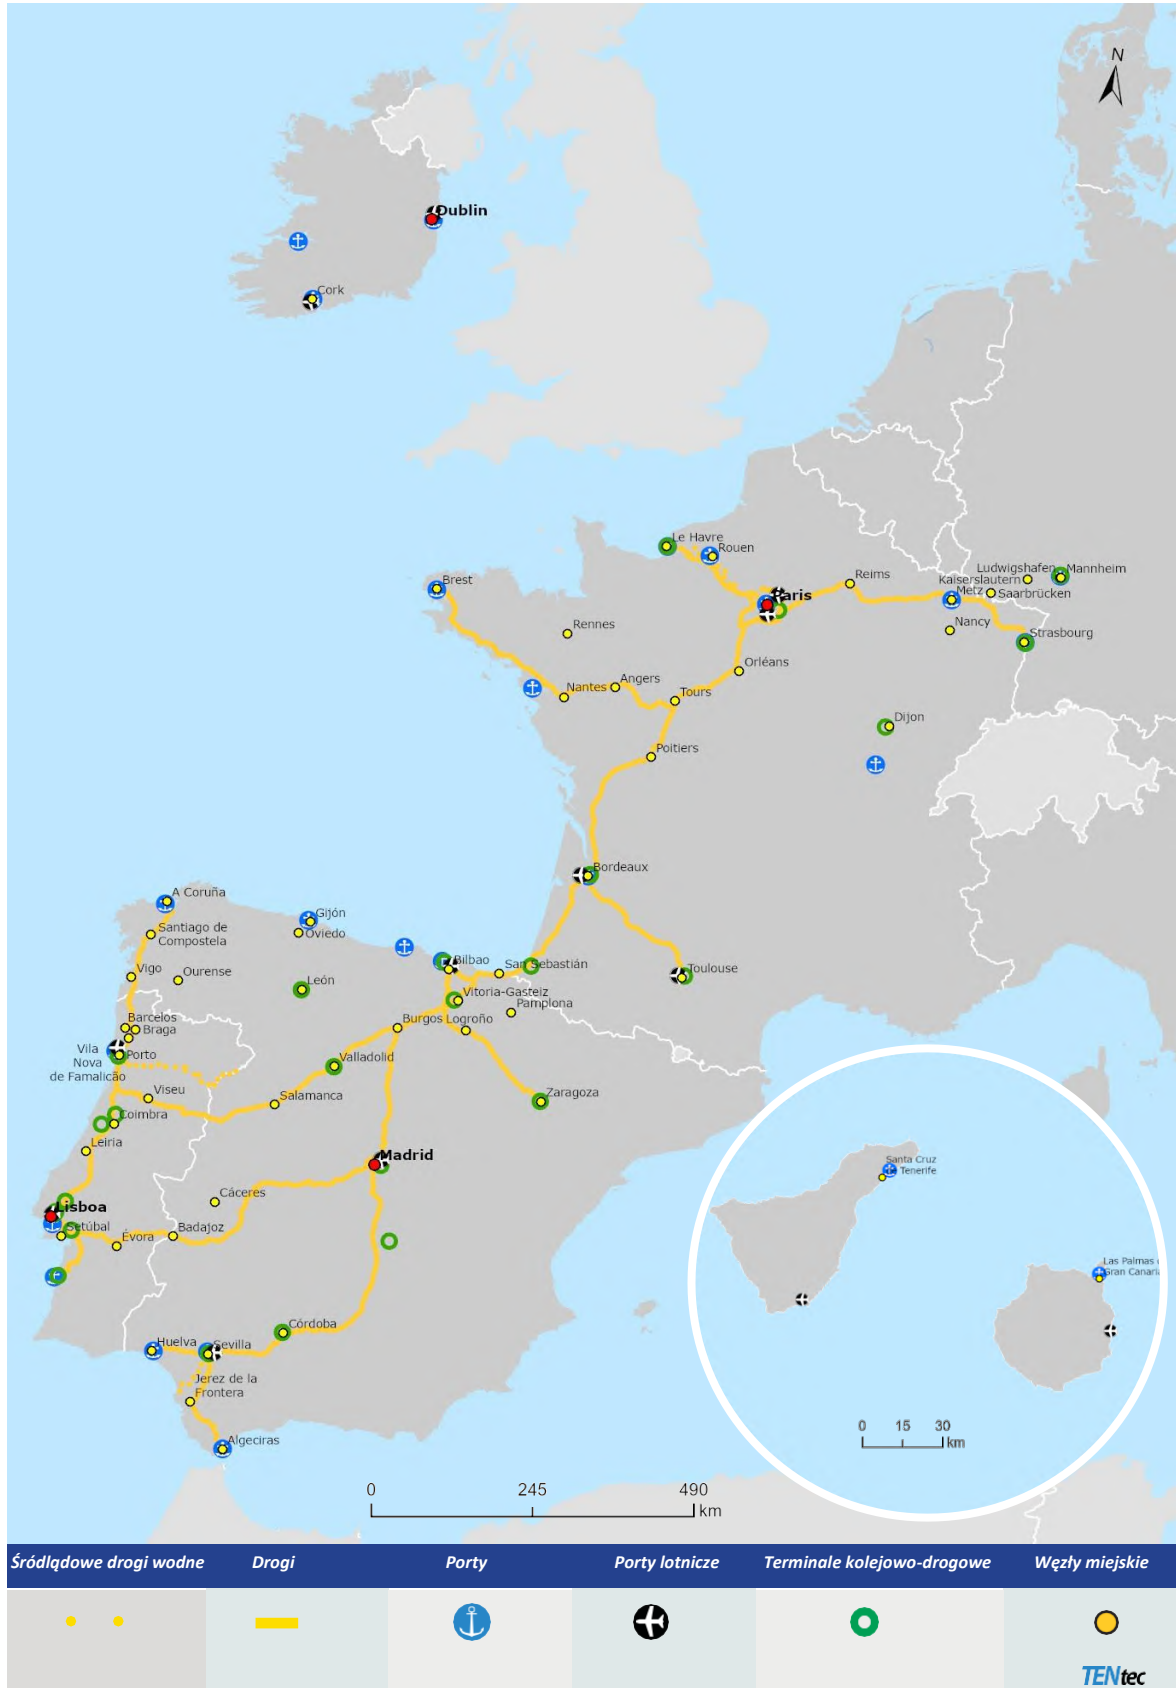 N
Dublin
Cork
Le Havre
Rouen
Brest
Paris
Reims
Ludwigshafen
Mannheim
Kaiserslautern
Metz
Saarbrücken
Rennes
Nancy
Strasbourg
Orléans
Nantes
Angers
Tours
Dijon
Poitiers
Bordeaux
A Coruña
Gijón
Santiago de
Compostela
Oviedo
Vigo
Ourense
León
Bilbao
San Sebastián
Toulouse
Vitoria-Gasteiz
Pamplona
Barcelos
Braga
Burgos
Logroño
Vila
Nova
de Famalicão
Porto
Valladolid
Viseu
Salamanca
Zaragoza
Coimbra
Leiria
Madrid
Santa Cruz
Tenerife
Cáceres
Lisboa
Setúbal
Évora
Badajoz
Las Palmas
Gran Canaria
Córdoba
Huelva
Sevilla
Jerez de la
Frontera
Algeciras
0 15 30
km
0 245 490
km
Śródlądowe drogi wodne Drogi Porty Porty lotnicze Terminale kolejowo-drogowe Węzły miejskie
TENtec